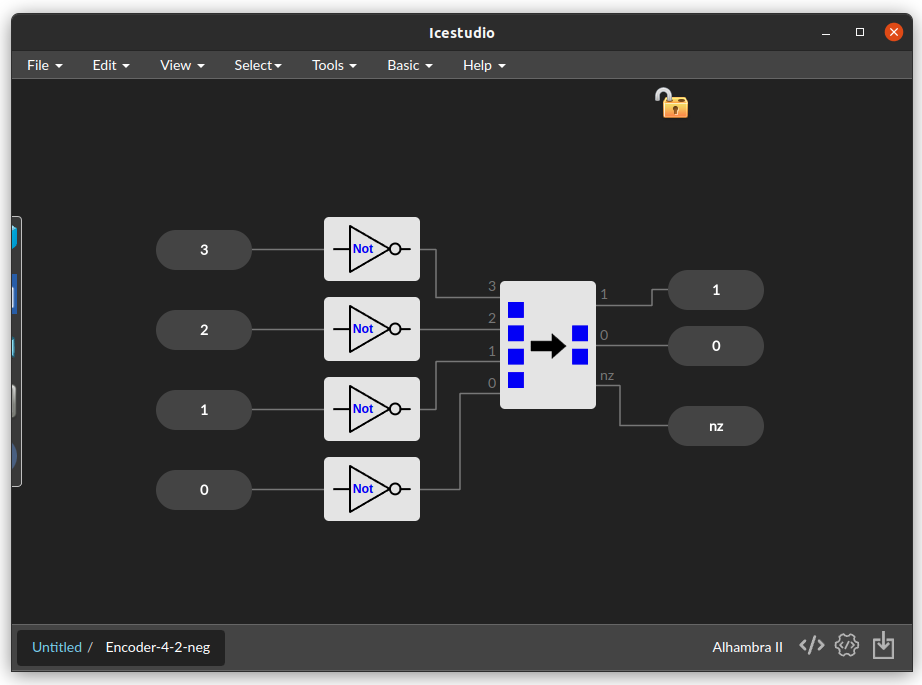 Icestudio
File Edit View Select Tools Basic Help
3 Not
2 Not
1 Not
0 Not
3
2
1
0
1
0
nz
1
0
nz
Untitled / Encoder-4-2-neg
Alhambra II </> </>